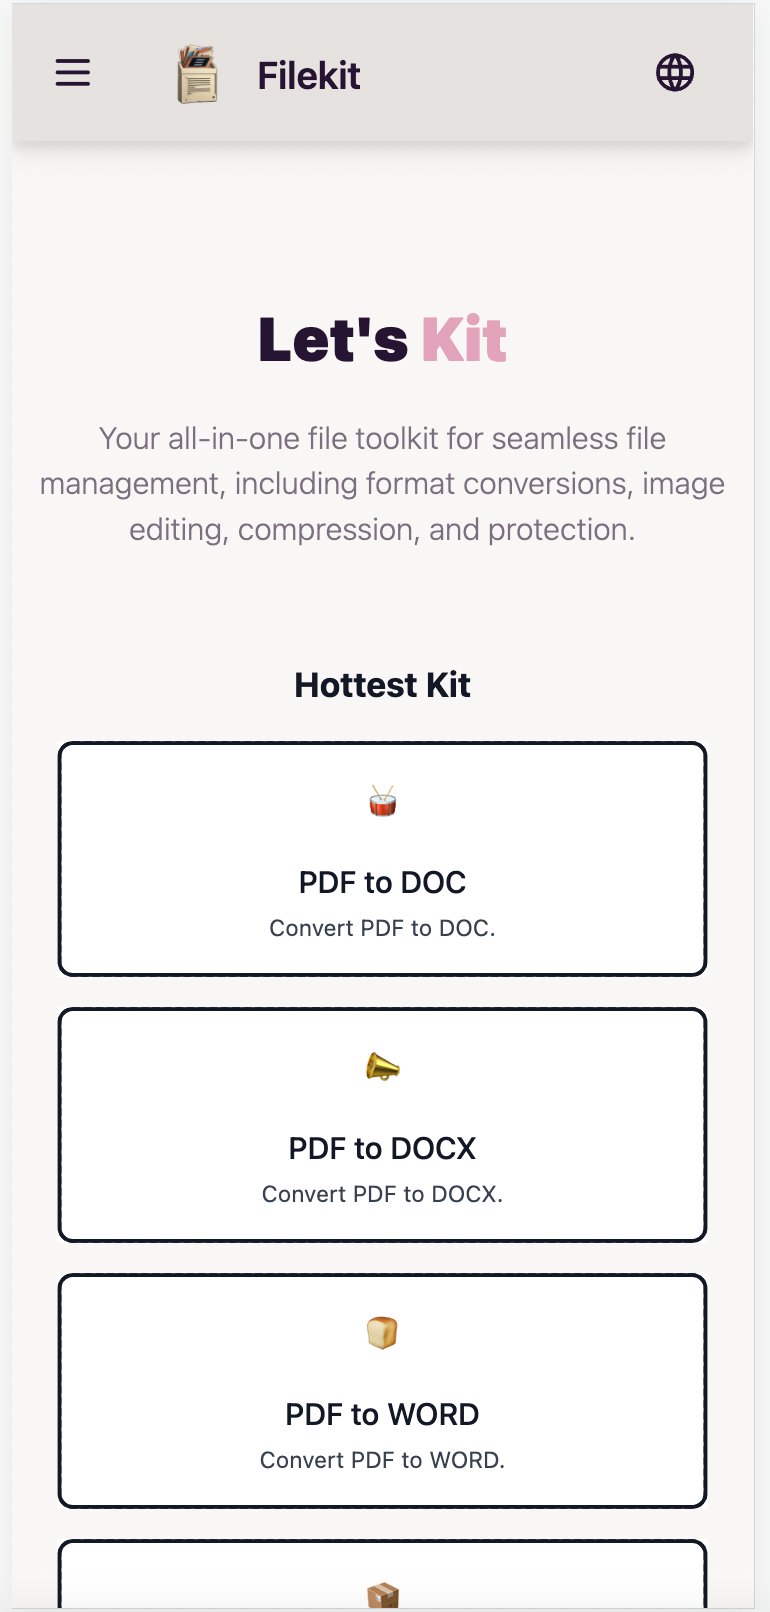 Filekit
Let's Kit
Your all-in-one file toolkit for seamless file
management, including format conversions, image
editing, compression, and protection.
Hottest Kit
PDF to DOC
Convert PDF to DOC.
PDF to DOCX
Convert PDF to DOCX.
PDF to WORD
Convert PDF to WORD.